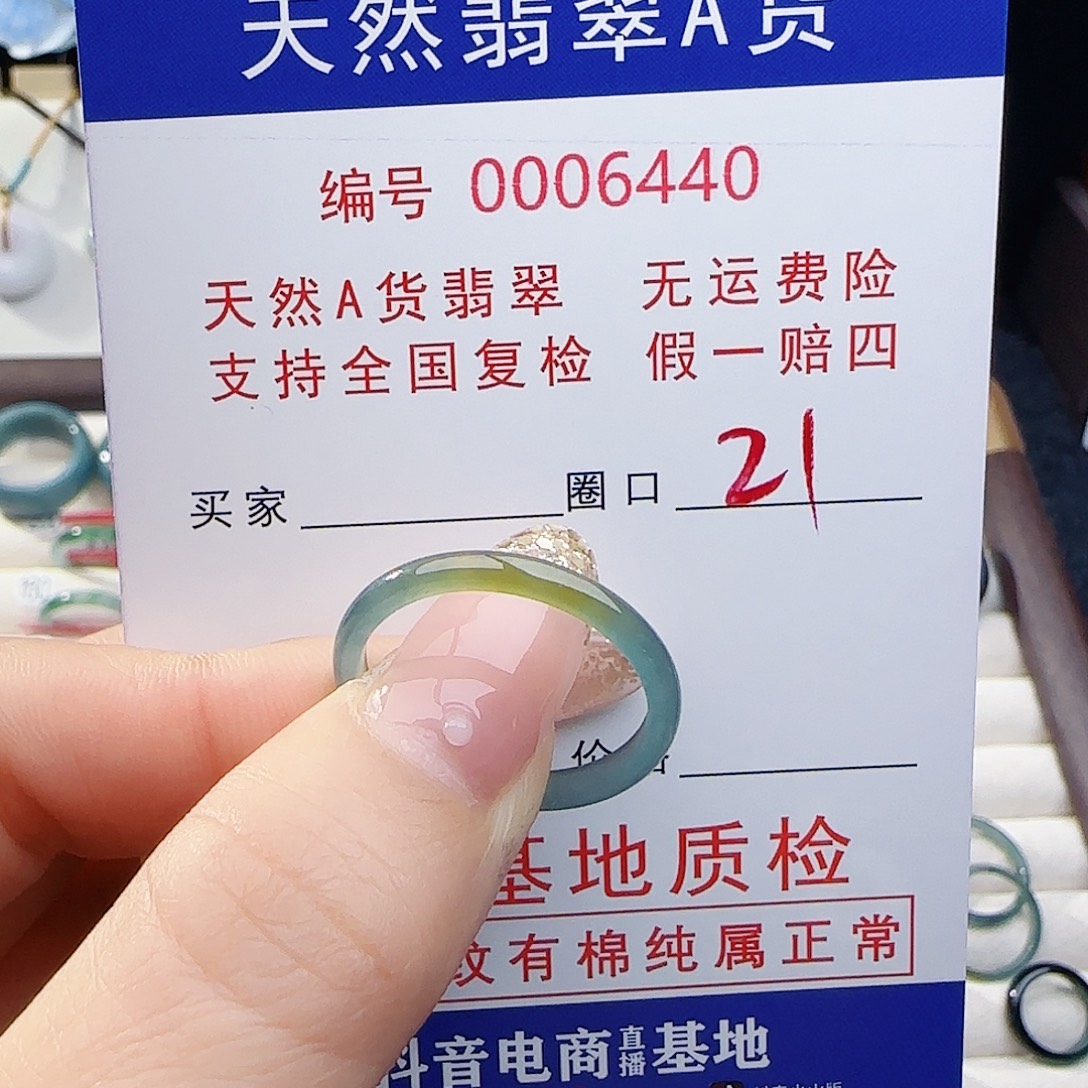 天然翡翠A货
编号 0006440
天然A货翡翠 无运费险
支持全国复检 假一赔四
买家 圈口 21
价
基地质检
纹有棉纯属正常
抖音电商直播基地